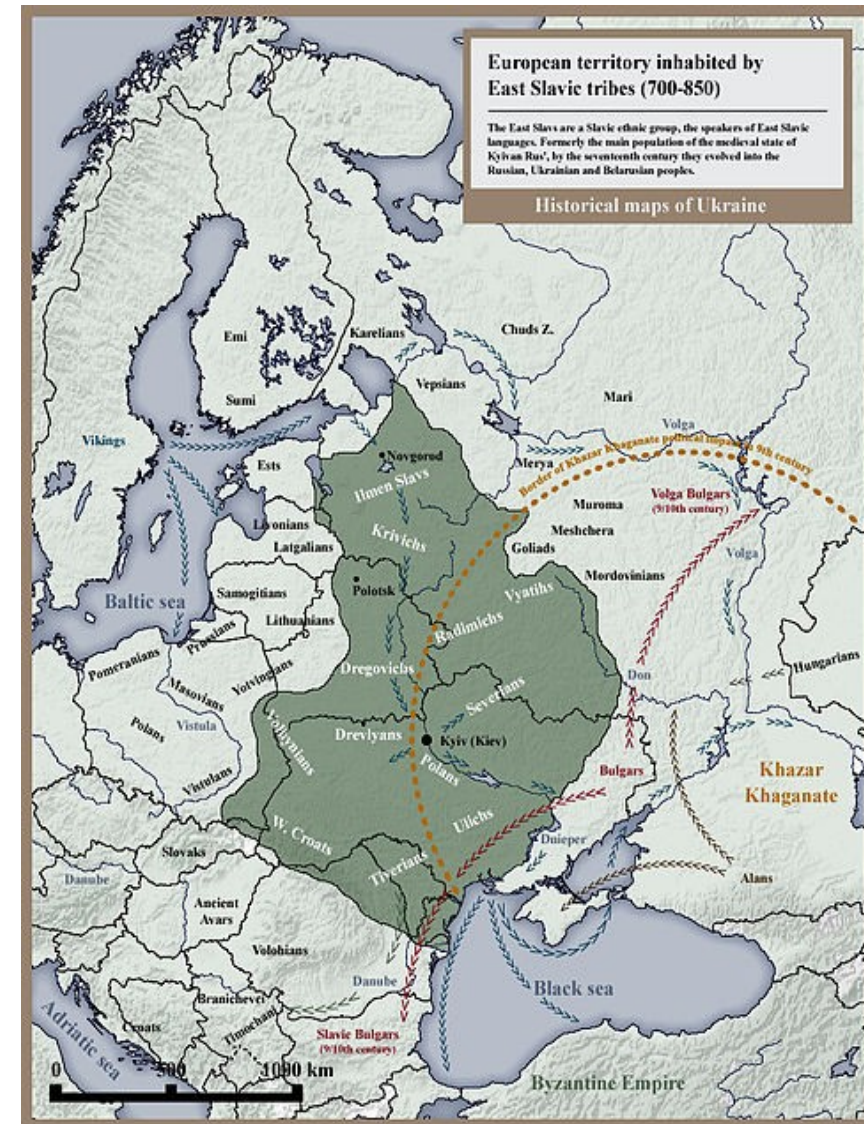 European territory inhabited by
East Slavic tribes (700-850)
The East Slavs are a Slavic ethnic group, the speakers of East Slavic
languages. Formerly the main population of the medieval state of
Kyivan Rus', by the seventeenth century they evolved into the
Russian, Ukrainian and Belarusian peoples.
Historical maps of Ukraine
Karelians
Chuds Z.
Emi
Vepsians
Sumi
Mari
Volga
Vikings
Border of Khazar Khaganate political impact in 9th century
Novgorod
Merya
Ests
Ilmen Slavs
Volga Bulgars
(9/10th century)
Muroma
Livonians
Krivichs
Meshchera
Latgalians
Goliads
Volga
Mordovinians
Polotsk
Samogitians
Vyatihs
Baltic sea
Lithuanians
Radimichs
Prussians
Pomeranians
Dregovichs
Hungarians
Yotvingians
Masovians
Don
Severians
Polans
Vistula
Volhynians
Drevlyans
Kyiv (Kiev)
Polans
Bulgars
Khazar
Khaganate
Vistulans
Ulichs
W. Croats
Dnieper
Slovaks
Tiverians
Danube
Alans
Ancient
Avars
Volohians
Danube
Black sea
Branichevci
Adriatic sea
Croats
Timochani
Slavic Bulgars
(9/10th century)
0 500 1000 km
Byzantine Empire